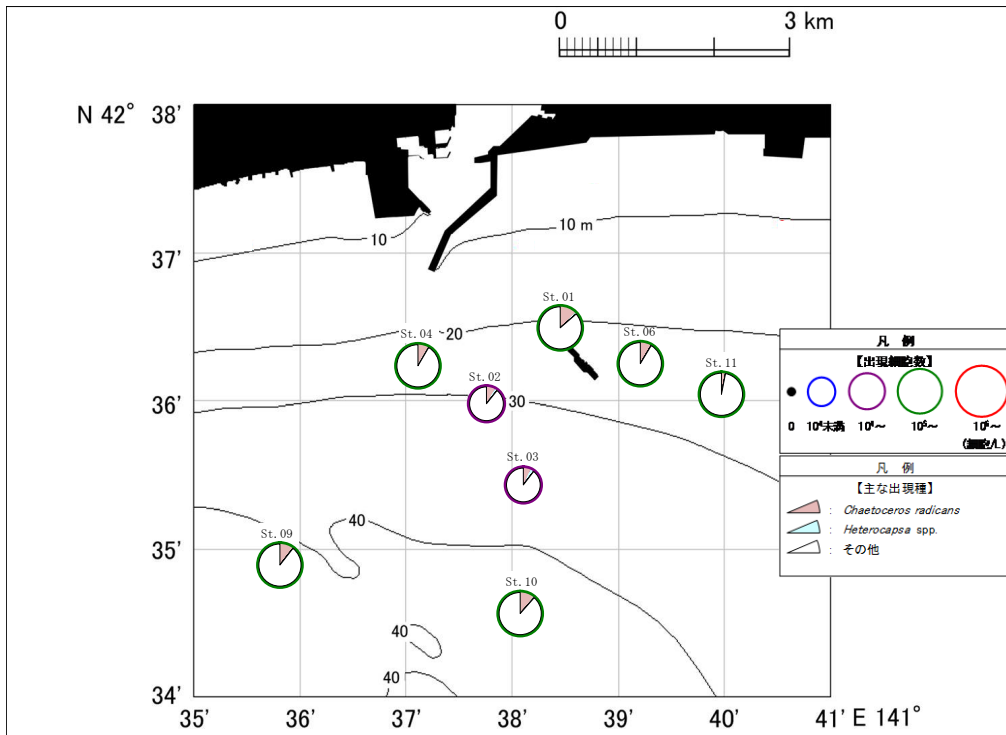 0 3 km
N 42° 38'
10
10 m
37'
St.01
20
St.04
St.06
St.11
St.02
36'
30
St.03
40
St.09
35'
St.10
40
40
34'
35' 36' 37' 38' 39' 40' 41' E 141°
凡 例
【出現細胞数】
0 10⁴未満 10⁴～ 10⁵～ 10⁶～
(細胞/L)
凡 例
【主な出現種】
: Chaetoceros radicans
: Heterocapsa spp.
: その他